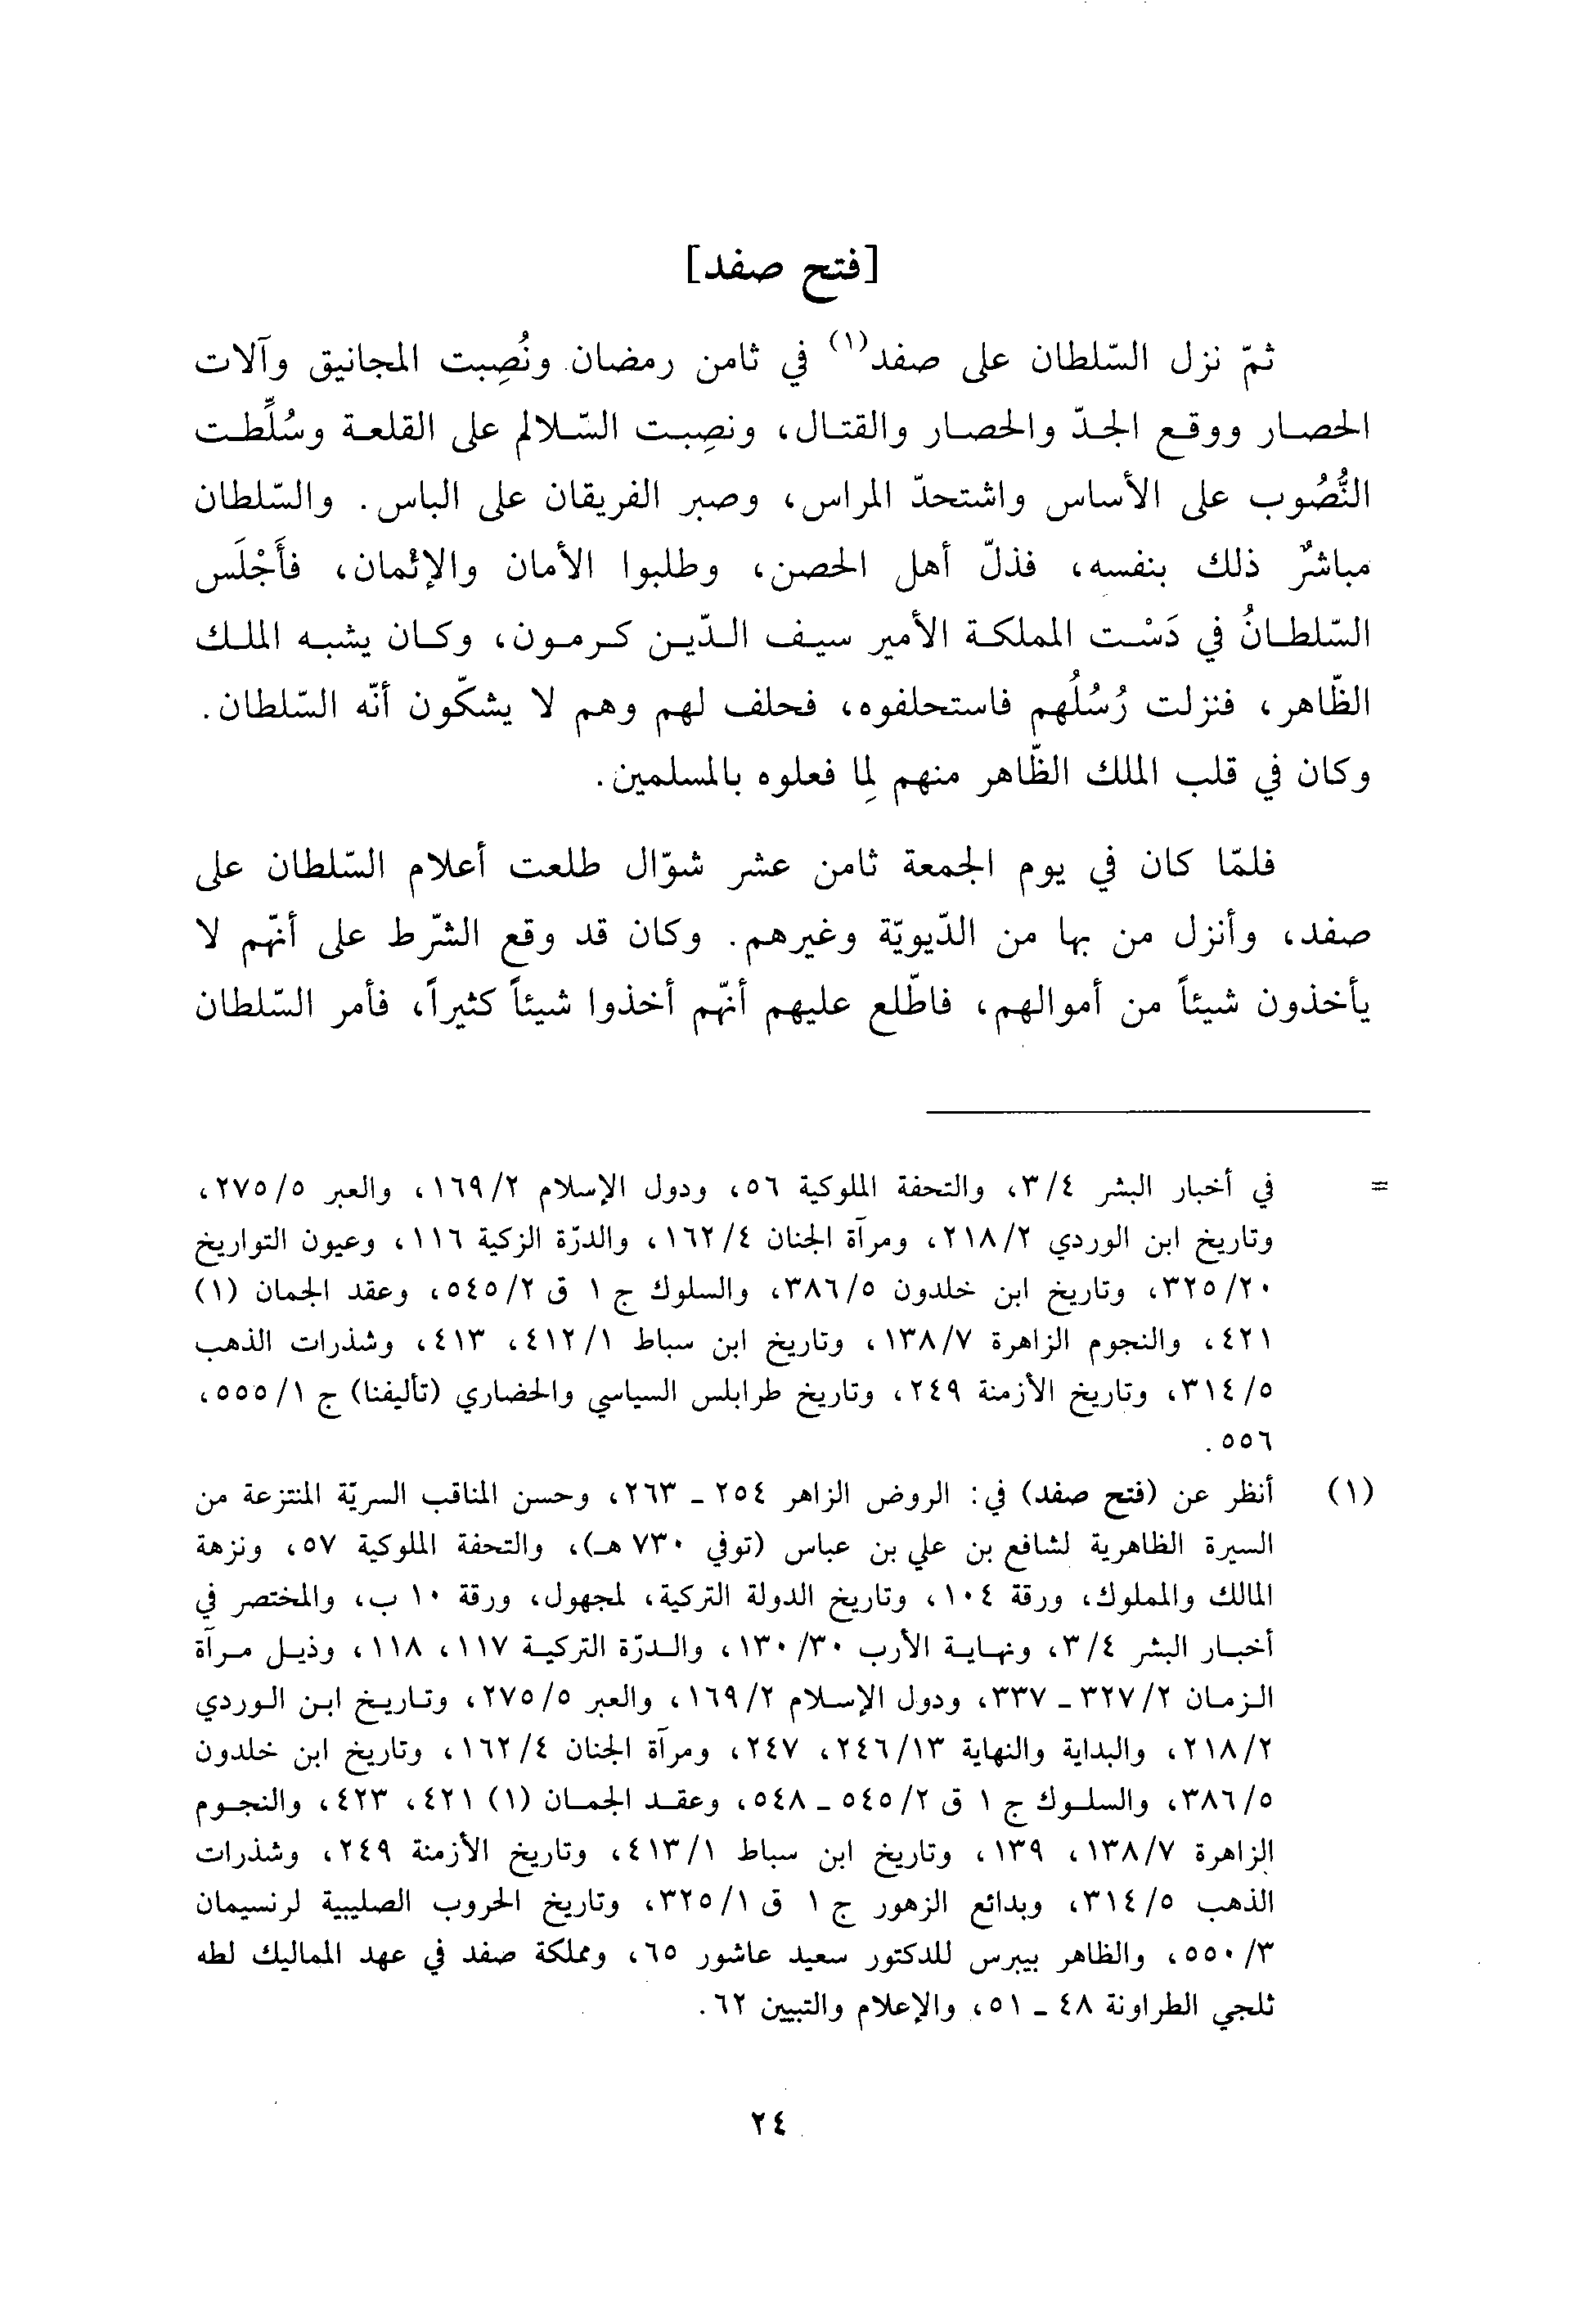 [فتح صفد]
ثمّ نزل السّلطان على صفد(١) في ثامن رمضان ونُصِبت المجانيق وآلات
الحصار ووقع الجدّ والحصار والقتال، ونصِبت السّلالم على القلعة وسُلِّطت
النُّصُوب على الأساس واشتحدّ المراس، وصبر الفريقان على الباس. والسّلطان
مباشرٌ ذلك بنفسه، فذلّ أهل الحصن، وطلبوا الأمان والإئْمان، فأَجْلَس
السّلطانُ في دَسْت المملكة الأمير سيف الدّين كرمون، وكان يشبه الملك
الظّاهر، فنزلت رُسُلُهم فاستحلفوه، فحلف لهم وهم لا يشكّون أنّه السّلطان.
وكان في قلب الملك الظّاهر منهم لِما فعلوه بالمسلمين.
فلمّا كان في يوم الجمعة ثامن عشر شوّال طلعت أعلام السّلطان على
صفد، وأنزل من بها من الدّيويّة وغيرهم. وكان قد وقع الشّرط على أنّهم لا
يأخذون شيئاً من أموالهم، فاطّلع عليهم أنّهم أخذوا شيئاً كثيراً، فأمر السّلطان
= في أخبار البشر ٣/٤، والتحفة الملوكية ٥٦، ودول الإسلام ١٦٩/٢، والعبر ٢٧٥/٥،
وتاريخ ابن الوردي ٢١٨/٢، ومرآة الجنان ١٦٢/٤، والدرّة الزكية ١١٦، وعيون التواريخ
٣٢٥/٢٠، وتاريخ ابن خلدون ٣٨٦/٥، والسلوك ج ١ ق ٥٤٥/٢، وعقد الجمان (١)
٤٢١، والنجوم الزاهرة ١٣٨/٧، وتاريخ ابن سباط ٤١٢/١، ٤١٣، وشذرات الذهب
٣١٤/٥، وتاريخ الأزمنة ٢٤٩، وتاريخ طرابلس السياسي والحضاري (تأليفنا) ج ٥٥٥/١،
٥٥٦.
(١) أنظر عن (فتح صفد) في: الروض الزاهر ٢٥٤ ـ ٢٦٣، وحسن المناقب السريّة المنتزعة من
السيرة الظاهرية لشافع بن علي بن عباس (توفي ٧٣٠ هـ)، والتحفة الملوكية ٥٧، ونزهة
المالك والمملوك، ورقة ١٠٤، وتاريخ الدولة التركية، لمجهول، ورقة ١٠ ب، والمختصر في
أخبار البشر ٣/٤، ونهاية الأرب ١٣٠/٣٠، والدرّة التركية ١١٧، ١١٨، وذيل مرآة
الزمان ٣٢٧/٢ ـ ٣٣٧، ودول الإسلام ١٦٩/٢، والعبر ٢٧٥/٥، وتاريخ ابن الوردي
٢١٨/٢، والبداية والنهاية ٢٤٦/١٣، ٢٤٧، ومرآة الجنان ١٦٢/٤، وتاريخ ابن خلدون
٣٨٦/٥، والسلوك ج ١ ق ٥٤٥/٢ ـ ٥٤٨، وعقد الجمان (١) ٤٢١، ٤٢٣، والنجوم
الزاهرة ١٣٨/٧، ١٣٩، وتاريخ ابن سباط ٤١٣/١، وتاريخ الأزمنة ٢٤٩، وشذرات
الذهب ٣١٤/٥، وبدائع الزهور ج ١ ق ٣٢٥/١، وتاريخ الحروب الصليبية لرنسيمان
٥٥٠/٣، والظاهر بيبرس للدكتور سعيد عاشور ٦٥، ومملكة صفد في عهد المماليك لطه
ثلجي الطراونة ٤٨ ـ ٥١، والإعلام والتبيين ٦٢.
٢٤